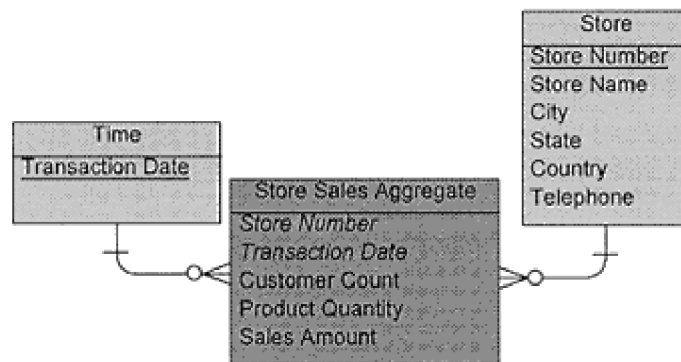 Store
Store Number
Store Name
City
State
Country
Telephone
Time
Transaction Date
Store Sales Aggregate
Store Number
Transaction Date
Customer Count
Product Quantity
Sales Amount